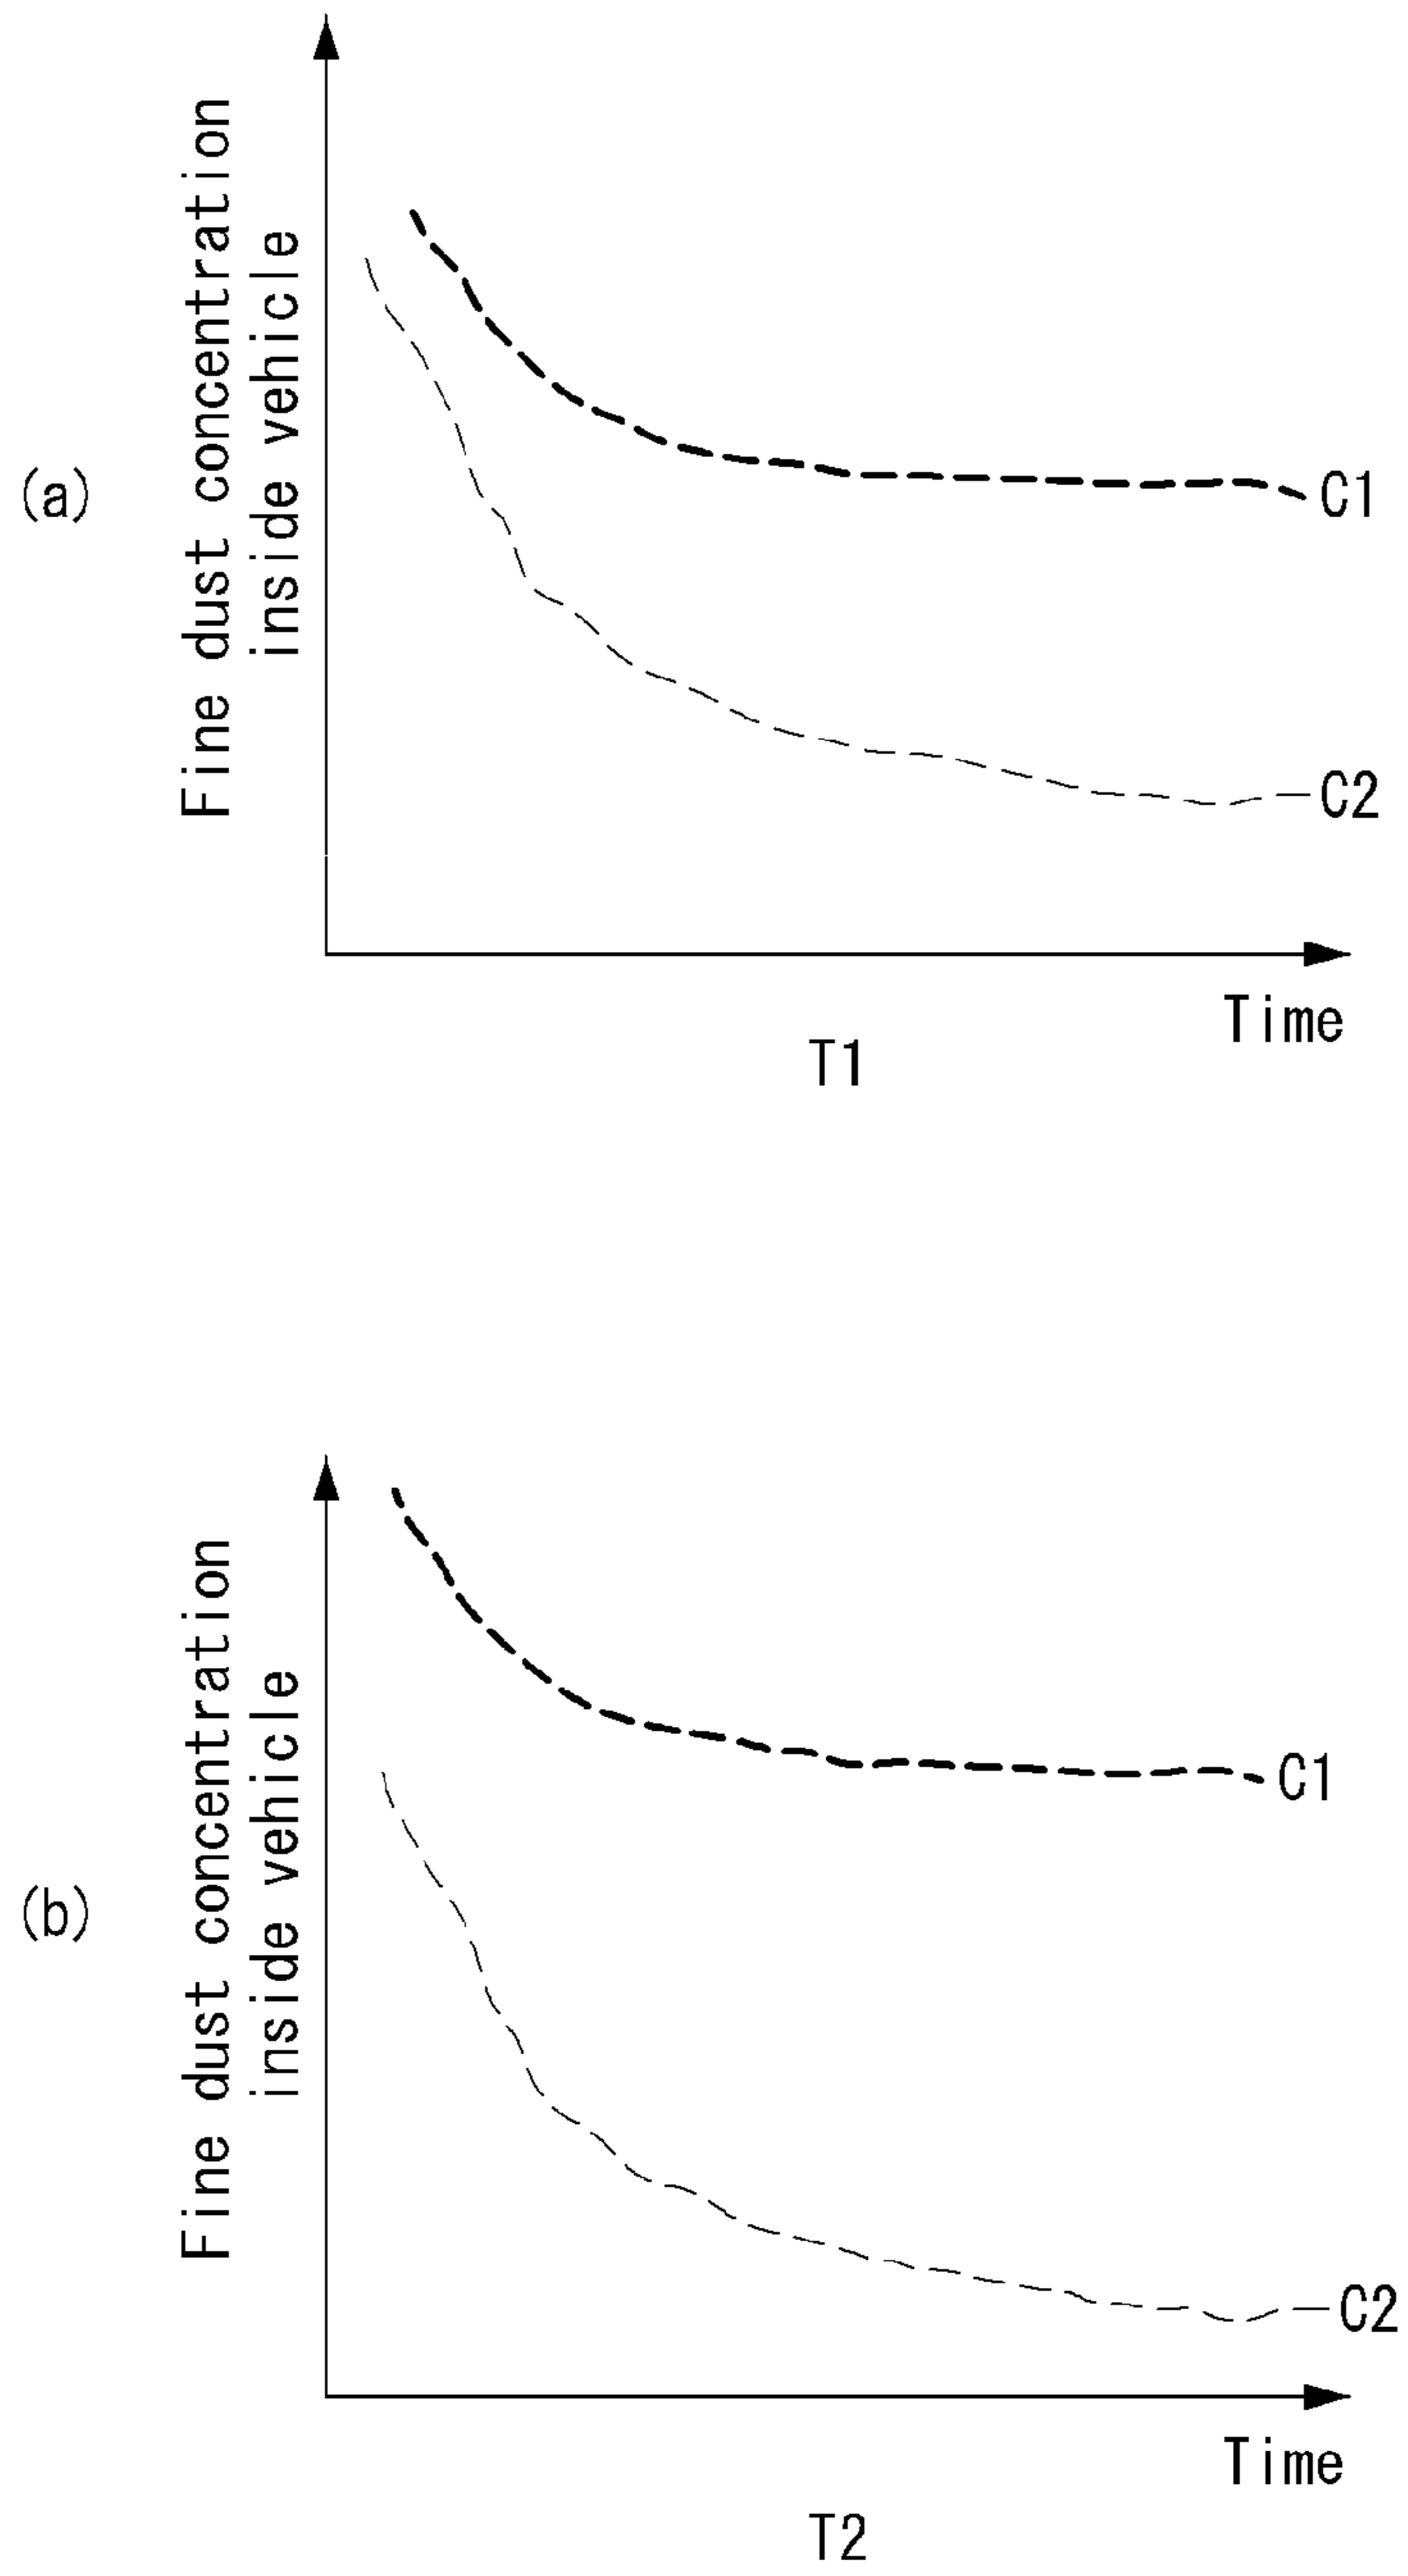 (a)
Fine dust concentration
inside vehicle
C1
C2
Time
T1
(b)
Fine dust concentration
inside vehicle
C1
C2
Time
T2